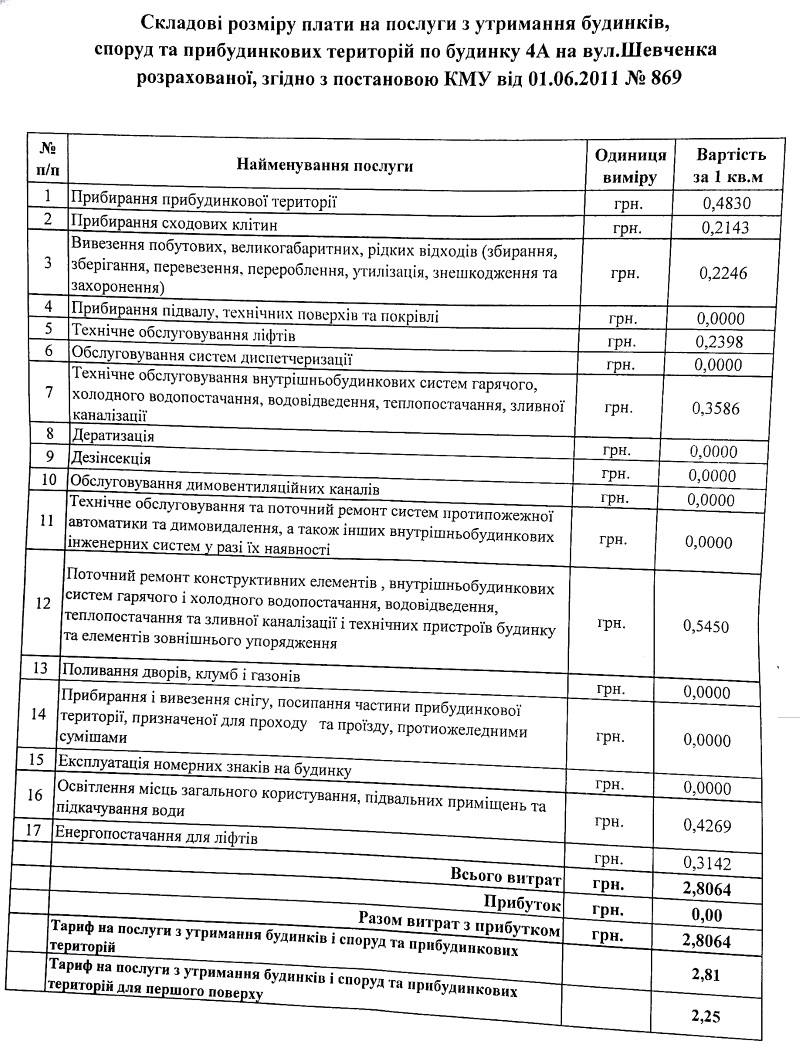 Складові розміру плати на послуги з утримання будинків,
споруд та прибудинкових територій по будинку 4А на вул.Шевченка
розрахованої, згідно з постановою КМУ від 01.06.2011 № 869
№ п/п Найменування послуги Одиниця виміру Вартість за 1 кв.м
1 Прибирання прибудинкової території грн. 0,4830
2 Прибирання сходових клітин грн. 0,2143
3 Вивезення побутових, великогабаритних, рідких відходів (збирання,
зберігання, перевезення, перероблення, утилізація, знешкодження та
захоронення) грн. 0,2246
4 Прибирання підвалу, технічних поверхів та покрівлі грн. 0,0000
5 Технічне обслуговування ліфтів грн. 0,2398
6 Обслуговування систем диспетчеризації грн. 0,0000
7 Технічне обслуговування внутрішньобудинкових систем гарячого,
холодного водопостачання, водовідведення, теплопостачання, зливної
каналізації грн. 0,3586
8 Дератизація грн. 0,0000
9 Дезінсекція грн. 0,0000
10 Обслуговування димовентиляційних каналів грн. 0,0000
11 Технічне обслуговування та поточний ремонт систем протипожежної
автоматики та димовидалення, а також інших внутрішньобудинкових
інженерних систем у разі їх наявності грн. 0,0000
12 Поточний ремонт конструктивних елементів , внутрішньобудинкових
систем гарячого і холодного водопостачання, водовідведення,
теплопостачання та зливної каналізації і технічних пристроїв будинку
та елементів зовнішнього упорядження грн. 0,5450
13 Поливання дворів, клумб і газонів грн. 0,0000
14 Прибирання і вивезення снігу, посипання частини прибудинкової
території, призначеної для проходу та проїзду, протиожеледними
сумішами грн. 0,0000
15 Експлуатація номерних знаків на будинку грн. 0,0000
16 Освітлення місць загального користування, підвальних приміщень та
підкачування води грн. 0,4269
17 Енергопостачання для ліфтів грн. 0,3142
Всього витрат грн. 2,8064
Прибуток грн. 0,00
Разом витрат з прибутком грн. 2,8064
Тариф на послуги з утримання будинків і споруд та прибудинкових
територій 2,81
Тариф на послуги з утримання будинків і споруд та прибудинкових
територій для першого поверху 2,25